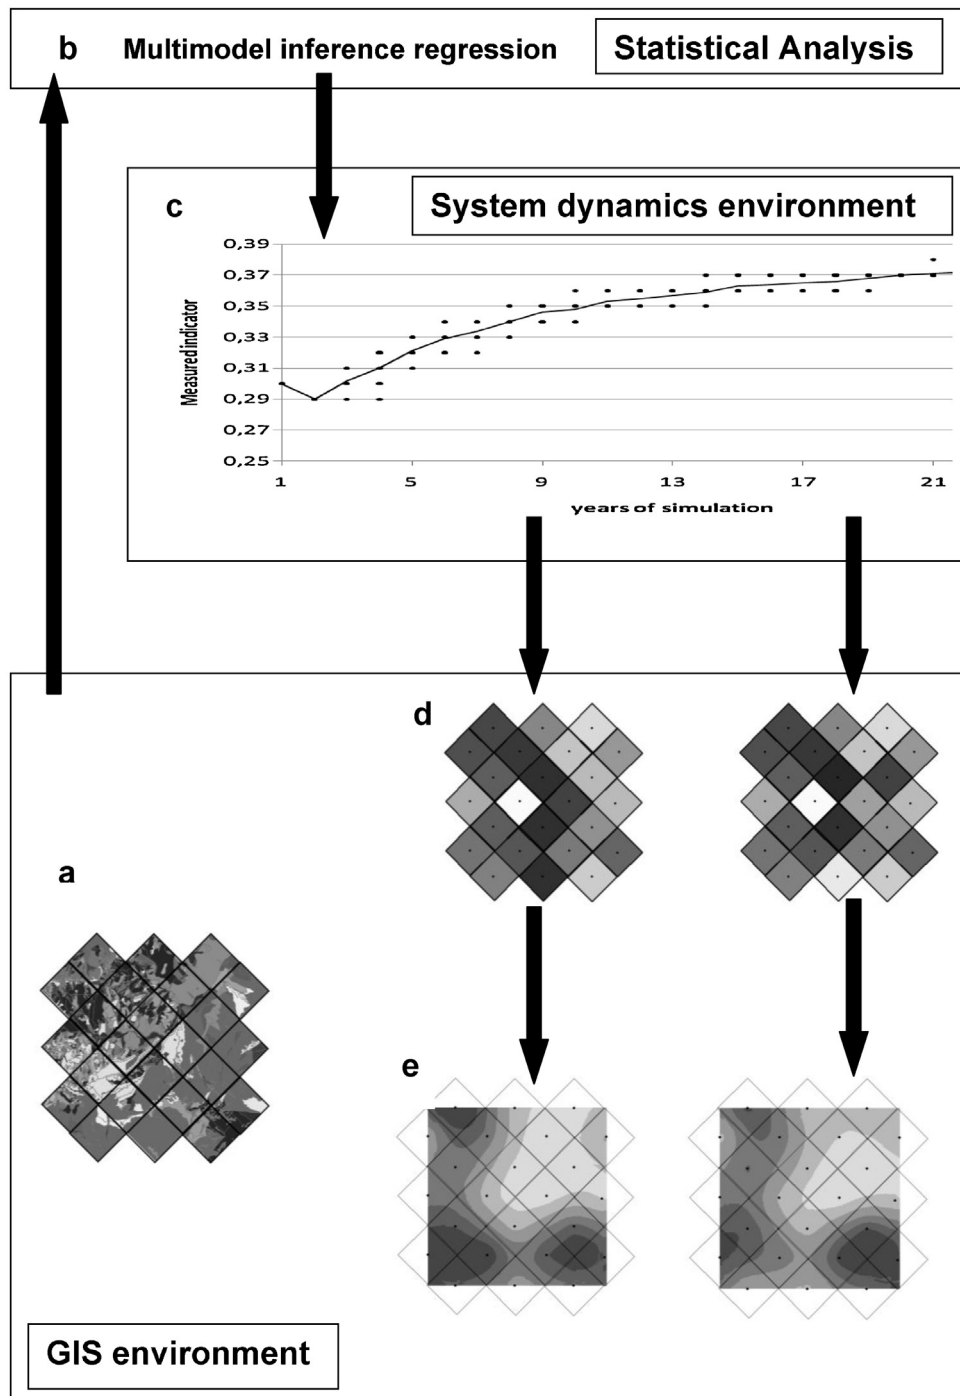 b Multimodel inference regression Statistical Analysis
c System dynamics environment
0,39
0,37
0,35
0,33
0,31
0,29
0,27
0,25
Measured indicator
1 5 9 13 17 21
years of simulation
d
a
e
GIS environment